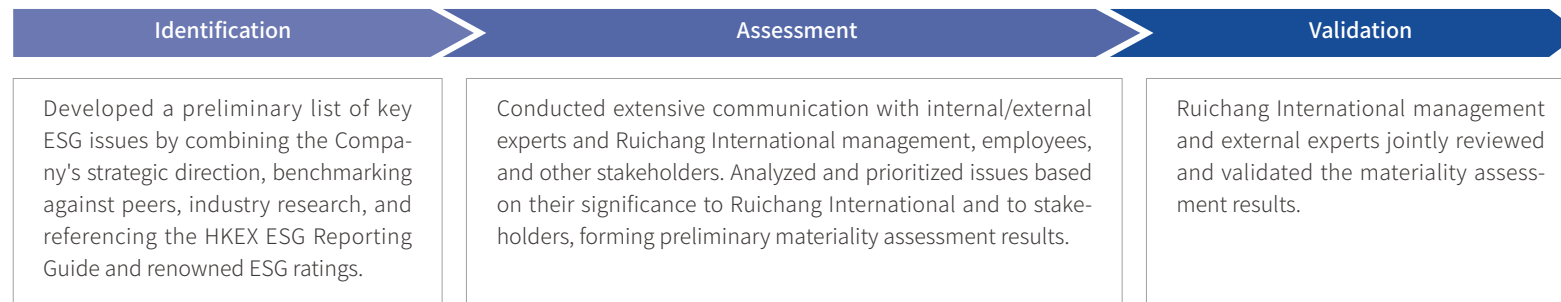 Identification
Developed a preliminary list of key
ESG issues by combining the Compa-
ny's strategic direction, benchmarking
against peers, industry research, and
referencing the HKEX ESG Reporting
Guide and renowned ESG ratings.
Assessment
Conducted extensive communication with internal/external
experts and Ruichang International management, employees,
and other stakeholders. Analyzed and prioritized issues based
on their significance to Ruichang International and to stake-
holders, forming preliminary materiality assessment results.
Validation
Ruichang International management
and external experts jointly reviewed
and validated the materiality assess-
ment results.